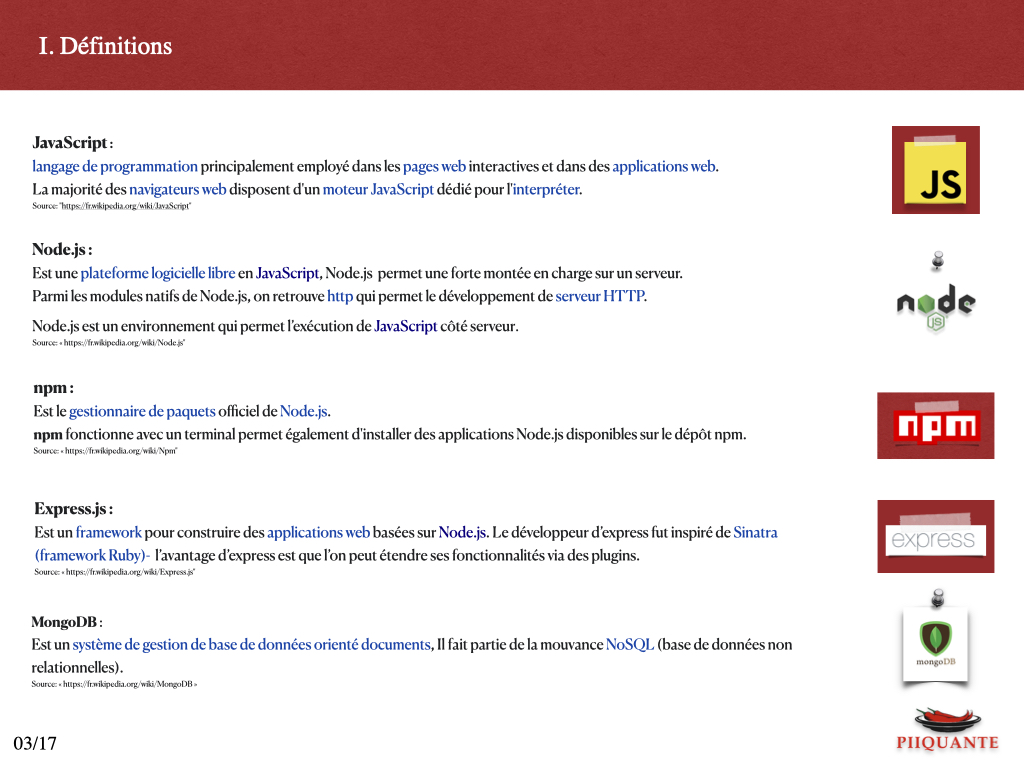 I. Définitions
JavaScript :
langage de programmation principalement employé dans les pages web interactives et dans des applications web.
La majorité des navigateurs web disposent d'un moteur JavaScript dédié pour l'interpréter.
Source: "https://fr.wikipedia.org/wiki/JavaScript"
JS
Node.js :
Est une plateforme logicielle libre en JavaScript, Node.js permet une forte montée en charge sur un serveur.
Parmi les modules natifs de Node.js, on retrouve http qui permet le développement de serveur HTTP.
Node.js est un environnement qui permet l'exécution de JavaScript côté serveur.
Source: « https://fr.wikipedia.org/wiki/Node.js"
node
JS
npm :
Est le gestionnaire de paquets officiel de Node.js.
npm fonctionne avec un terminal permet également d'installer des applications Node.js disponibles sur le dépôt npm.
Source: « https://fr.wikipedia.org/wiki/Npm"
npm
Express.js :
Est un framework pour construire des applications web basées sur Node.js. Le développeur d'express fut inspiré de Sinatra
(framework Ruby)- l'avantage d'express est que l'on peut étendre ses fonctionnalités via des plugins.
Source: « https://fr.wikipedia.org/wiki/Express.js"
express
MongoDB :
Est un système de gestion de base de données orienté documents, Il fait partie de la mouvance NoSQL (base de données non
relationnelles).
Source: « https://fr.wikipedia.org/wiki/MongoDB »
mongoDB
03/17
PIIQUANTE